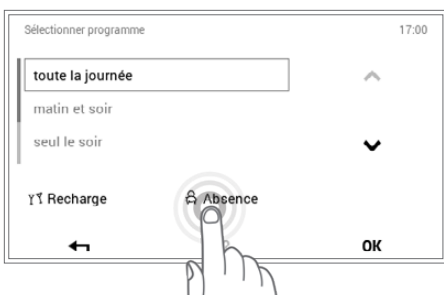 Sélectionner programme 17:00
toute la journée
matin et soir
seul le soir
Recharge Absence
OK